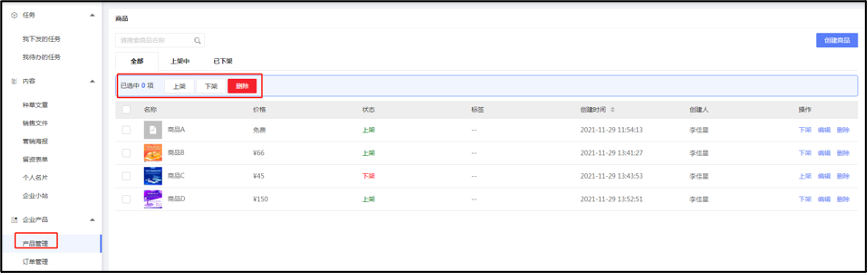 任务
我下发的任务
我待办的任务
内容
种草文章
销售文件
营销海报
留资表单
个人名片
企业小站
企业产品
产品管理
订单管理
商品
请搜索商品名称
创建商品
全部 上架中 已下架
已选中 0 项 上架 下架 删除
名称 价格 状态 标签 创建时间 创建人 操作
商品A 免费 上架 -- 2021-11-29 11:54:13 李佳星 下架 编辑 删除
商品B ¥66 上架 -- 2021-11-29 13:41:27 李佳星 下架 编辑 删除
商品C ¥45 下架 -- 2021-11-29 13:43:53 李佳星 上架 编辑 删除
商品D ¥150 上架 -- 2021-11-29 13:52:51 李佳星 下架 编辑 删除